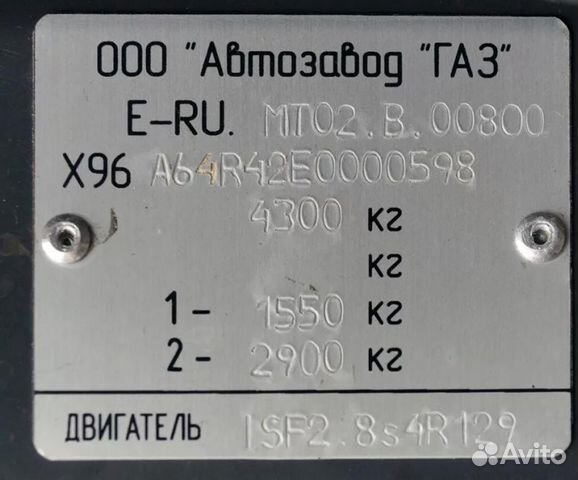 ООО "Автозавод "ГАЗ"
E-RU. МТ02.В.00800
X96 A64R42E0000598
4300 кг
кг
1- 1550 кг
2- 2900 кг
ДВИГАТЕЛЬ ISF2.8s4R129
Avito